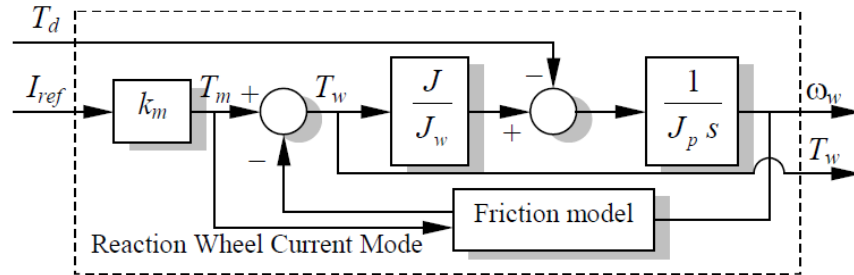 T_d
I_ref
k_m
T_m
+
−
T_w
J
J_w
+
−
1
J_p s
ω_w
T_w
Friction model
Reaction Wheel Current Mode